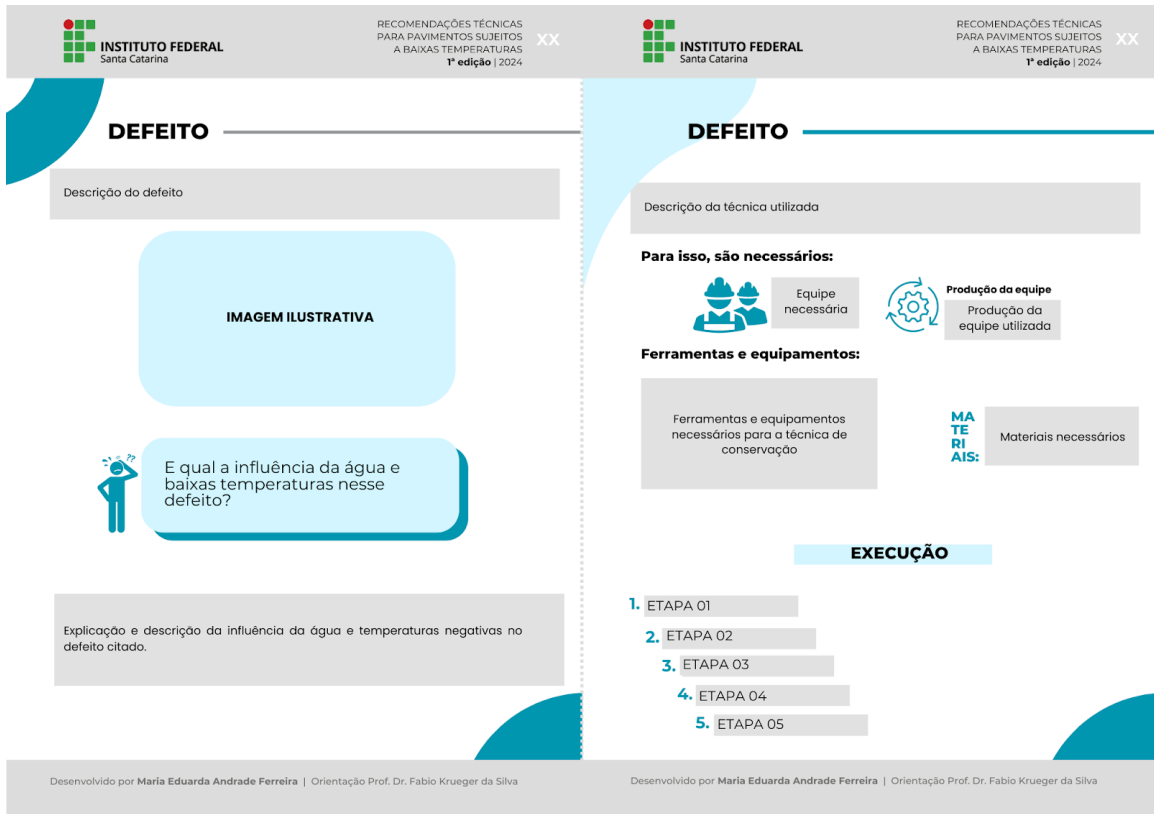 INSTITUTO FEDERAL
Santa Catarina
RECOMENDAÇÕES TÉCNICAS
PARA PAVIMENTOS SUJEITOS
A BAIXAS TEMPERATURAS
1ª edição | 2024
XX
DEFEITO
Descrição do defeito
IMAGEM ILUSTRATIVA
??
E qual a influência da água e
baixas temperaturas nesse
defeito?
Explicação e descrição da influência da água e temperaturas negativas no
defeito citado.
Desenvolvido por Maria Eduarda Andrade Ferreira | Orientação Prof. Dr. Fabio Krueger da Silva
INSTITUTO FEDERAL
Santa Catarina
RECOMENDAÇÕES TÉCNICAS
PARA PAVIMENTOS SUJEITOS
A BAIXAS TEMPERATURAS
1ª edição | 2024
XX
DEFEITO
Descrição da técnica utilizada
Para isso, são necessários:
Equipe
necessária
Produção da equipe
Produção da
equipe utilizada
Ferramentas e equipamentos:
Ferramentas e equipamentos
necessários para a técnica de
conservação
MA
TE
RI
AIS:
Materiais necessários
EXECUÇÃO
1. ETAPA 01
2. ETAPA 02
3. ETAPA 03
4. ETAPA 04
5. ETAPA 05
Desenvolvido por Maria Eduarda Andrade Ferreira | Orientação Prof. Dr. Fabio Krueger da Silva